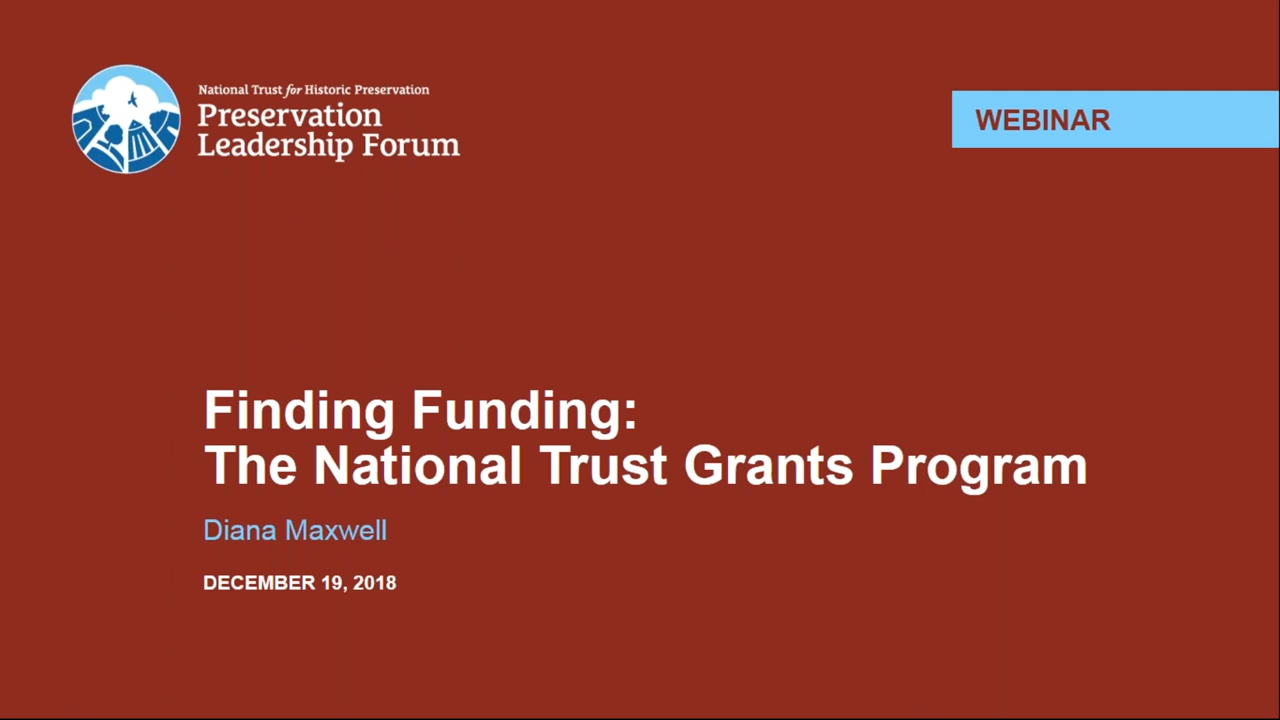 National Trust for Historic Preservation
Preservation
Leadership Forum
WEBINAR
Finding Funding:
The National Trust Grants Program
Diana Maxwell
DECEMBER 19, 2018